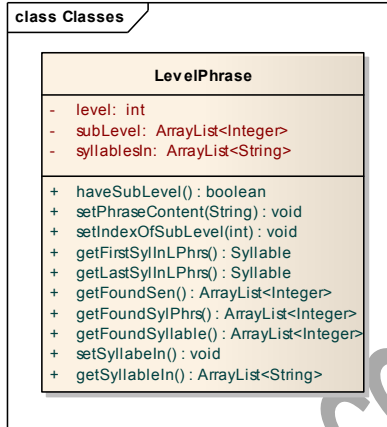 class Classes
LevelPhrase
- level: int
- subLevel: ArrayList<Integer>
- syllablesIn: ArrayList<String>
+ haveSubLevel() : boolean
+ setPhraseContent(String) : void
+ setIndexOfSubLevel(int) : void
+ getFirstSylInLPhrs() : Syllable
+ getLastSylInLPhrs() : Syllable
+ getFoundSen() : ArrayList<Integer>
+ getFoundSylPhrs() : ArrayList<Integer>
+ getFoundSyllable() : ArrayList<Integer>
+ setSyllabeIn() : void
+ getSyllableIn() : ArrayList<String>